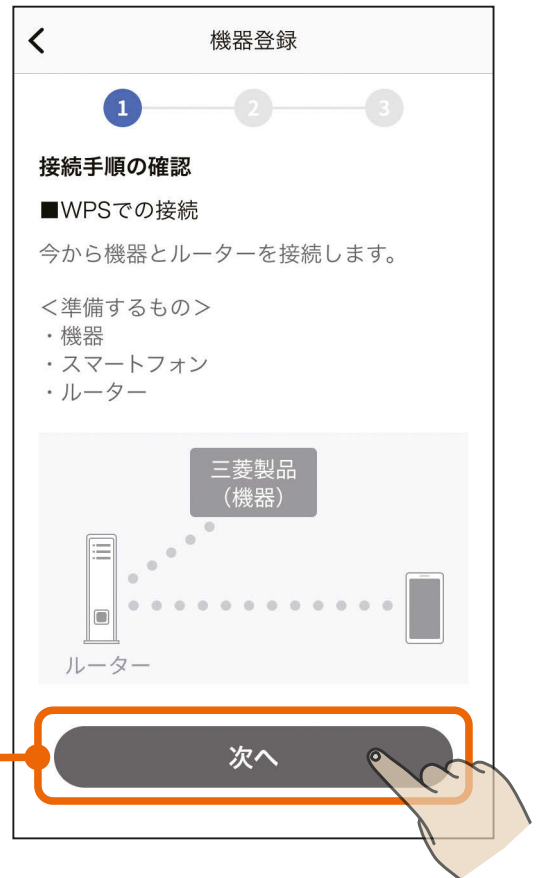 機器登録
1 2 3
接続手順の確認
■WPSでの接続
今から機器とルーターを接続します。
＜準備するもの＞
・機器
・スマートフォン
・ルーター
三菱製品
（機器）
ルーター
次へ